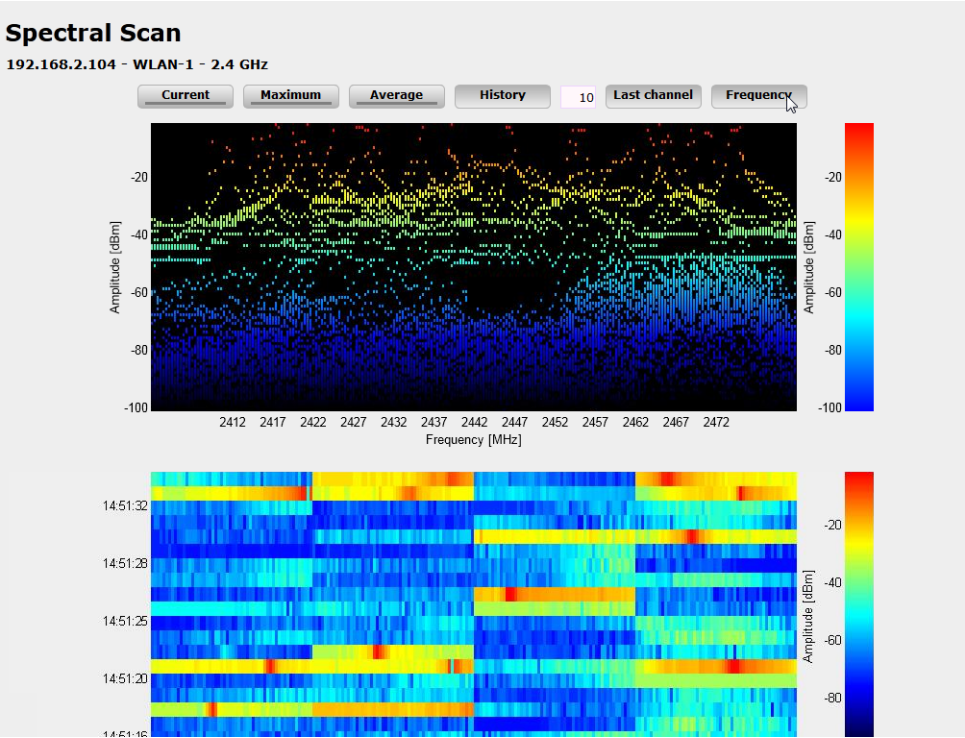 Spectral Scan
192.168.2.104 - WLAN-1 - 2.4 GHz
Current Maximum Average History 10 Last channel Frequency
-20 -20
-40 -40
Amplitude [dBm] Amplitude [dBm]
-60 -60
-80 -80
-100 -100
2412 2417 2422 2427 2432 2437 2442 2447 2452 2457 2462 2467 2472
Frequency [MHz]
14:51:32
-20
14:51:28
-40
14:51:25
Amplitude [dBm]
-60
14:51:20
-80
14:51:16